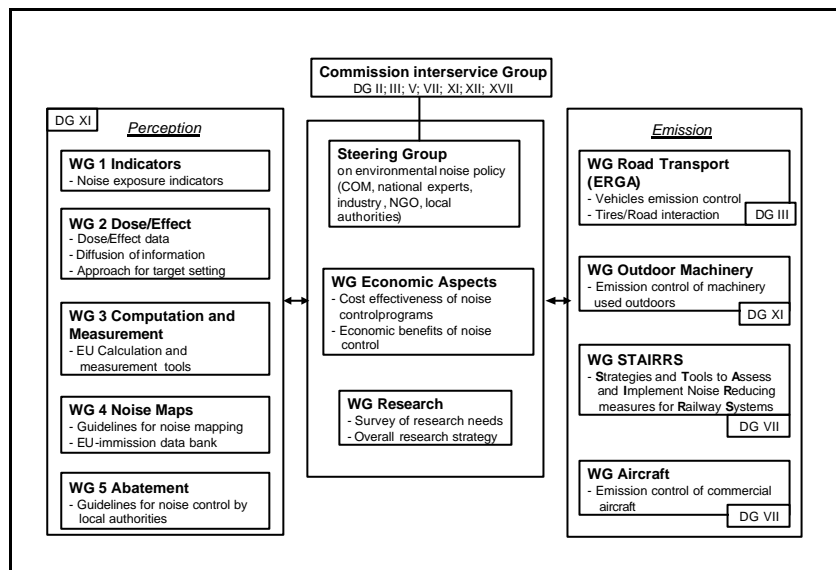 Commission interservice Group
DG II; III; V; VII; XI; XII; XVII
DG XI
Perception
WG 1 Indicators
- Noise exposure indicators
WG 2 Dose/Effect
- Dose/Effect data
- Diffusion of information
- Approach for target setting
WG 3 Computation and
Measurement
- EU Calculation and
measurement tools
WG 4 Noise Maps
- Guidelines for noise mapping
- EU-immission data bank
WG 5 Abatement
- Guidelines for noise control by
local authorities
Steering Group
on environmental noise policy
(COM, national experts,
industry, NGO, local
authorities)
WG Economic Aspects
- Cost effectiveness of noise
controlprograms
- Economic benefits of noise
control
WG Research
- Survey of research needs
- Overall research strategy
Emission
WG Road Transport
(ERGA)
- Vehicles emission control
- Tires/Road interaction
DG III
WG Outdoor Machinery
- Emission control of machinery
used outdoors
DG XI
WG STAIRRS
- Strategies and Tools to Assess
and Implement Noise Reducing
measures for Railway Systems
DG VII
WG Aircraft
- Emission control of commercial
aircraft
DG VII